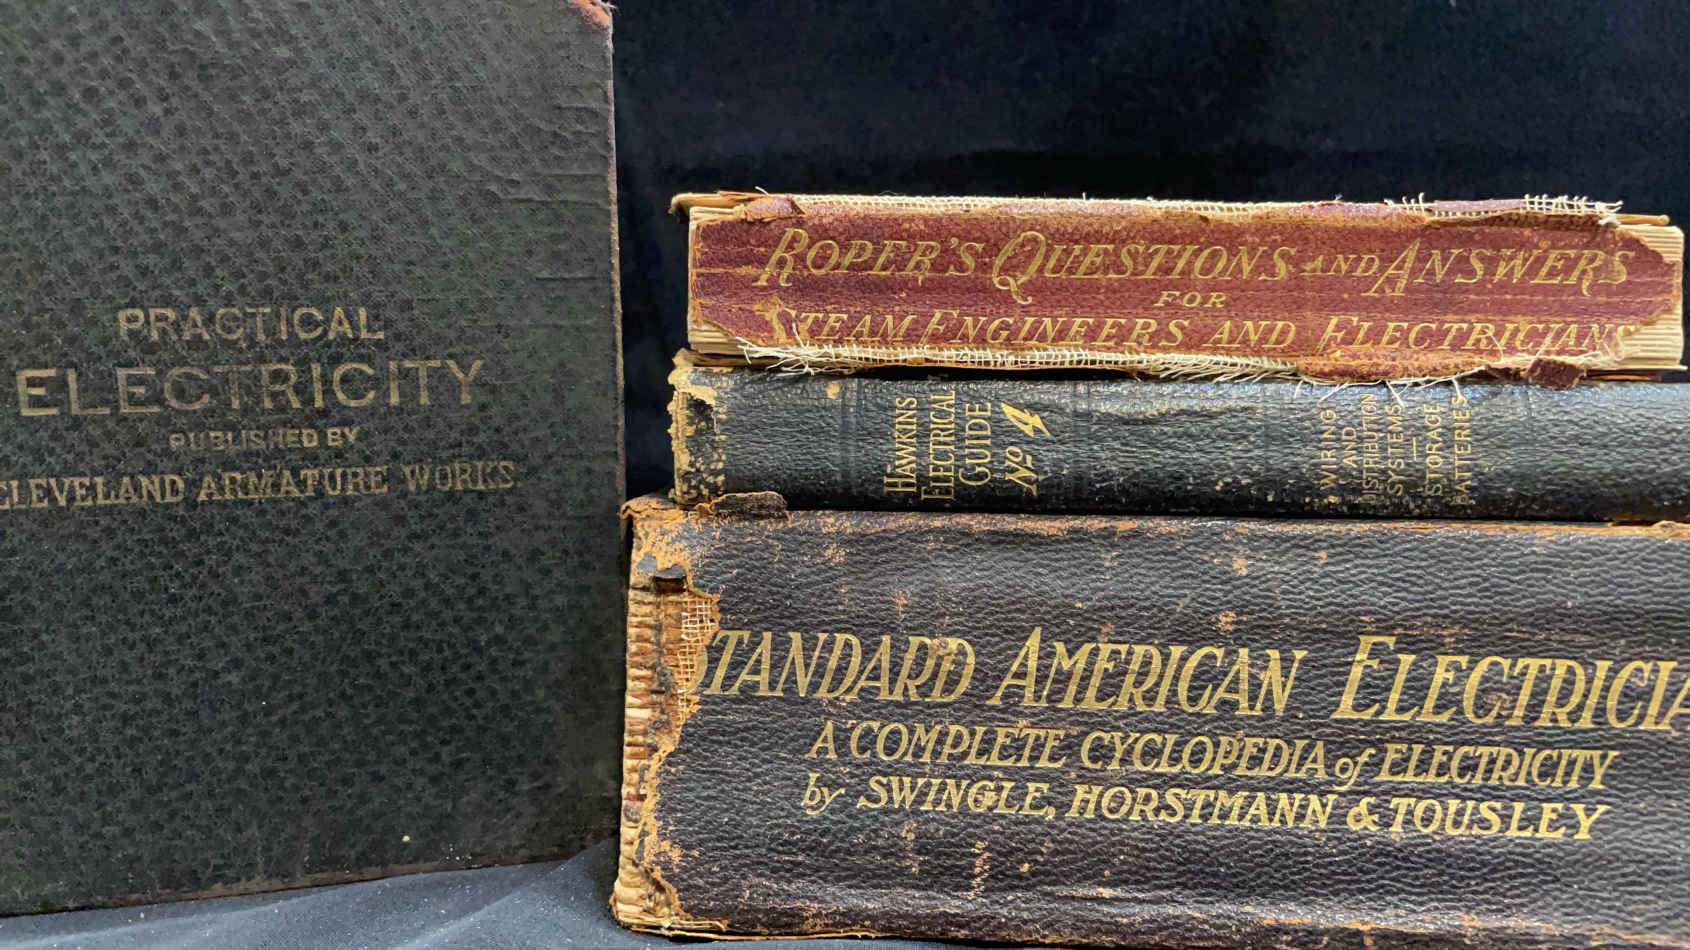 PRACTICAL
ELECTRICITY
PUBLISHED BY
CLEVELAND ARMATURE WORKS
ROPER'S QUESTIONS AND ANSWERS
FOR
STEAM ENGINEERS AND ELECTRICIANS
HAWKINS
ELECTRICAL
GUIDE
No 4
WIRING
AND
DISTRIBUTION
SYSTEMS
STORAGE
BATTERIES
STANDARD AMERICAN ELECTRICIA
A COMPLETE CYCLOPEDIA of ELECTRICITY
by SWINGLE, HORSTMANN & TOUSLEY